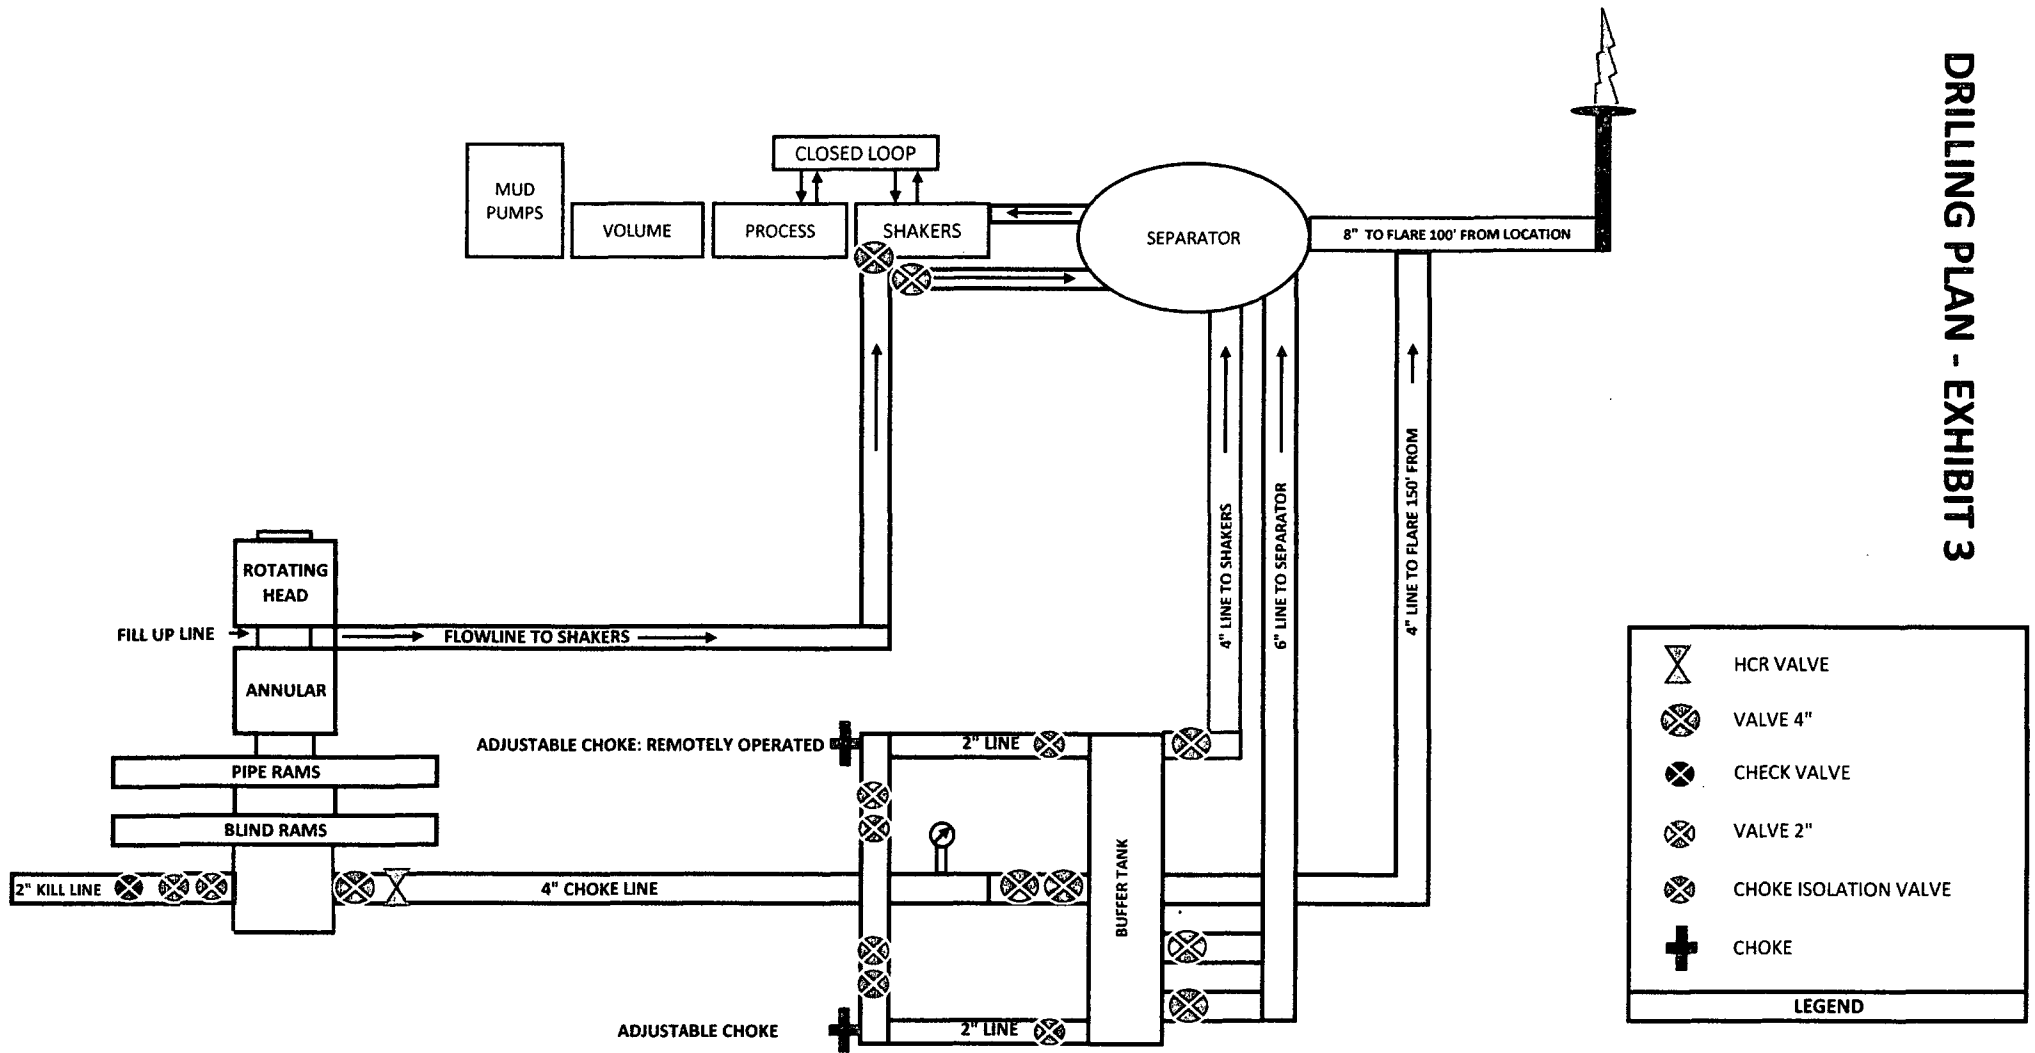 DRILLING PLAN - EXHIBIT 3
CLOSED LOOP
MUD
PUMPS
VOLUME
PROCESS
SHAKERS
SEPARATOR
8" TO FLARE 100' FROM LOCATION
ROTATING
HEAD
FILL UP LINE
FLOWLINE TO SHAKERS
ANNULAR
PIPE RAMS
BLIND RAMS
2" KILL LINE
4" CHOKE LINE
ADJUSTABLE CHOKE: REMOTELY OPERATED
2" LINE
BUFFER TANK
ADJUSTABLE CHOKE
2" LINE
4" LINE TO SHAKERS
6" LINE TO SEPARATOR
4" LINE TO FLARE 150' FROM
HCR VALVE
VALVE 4"
CHECK VALVE
VALVE 2"
CHOKE ISOLATION VALVE
CHOKE
LEGEND